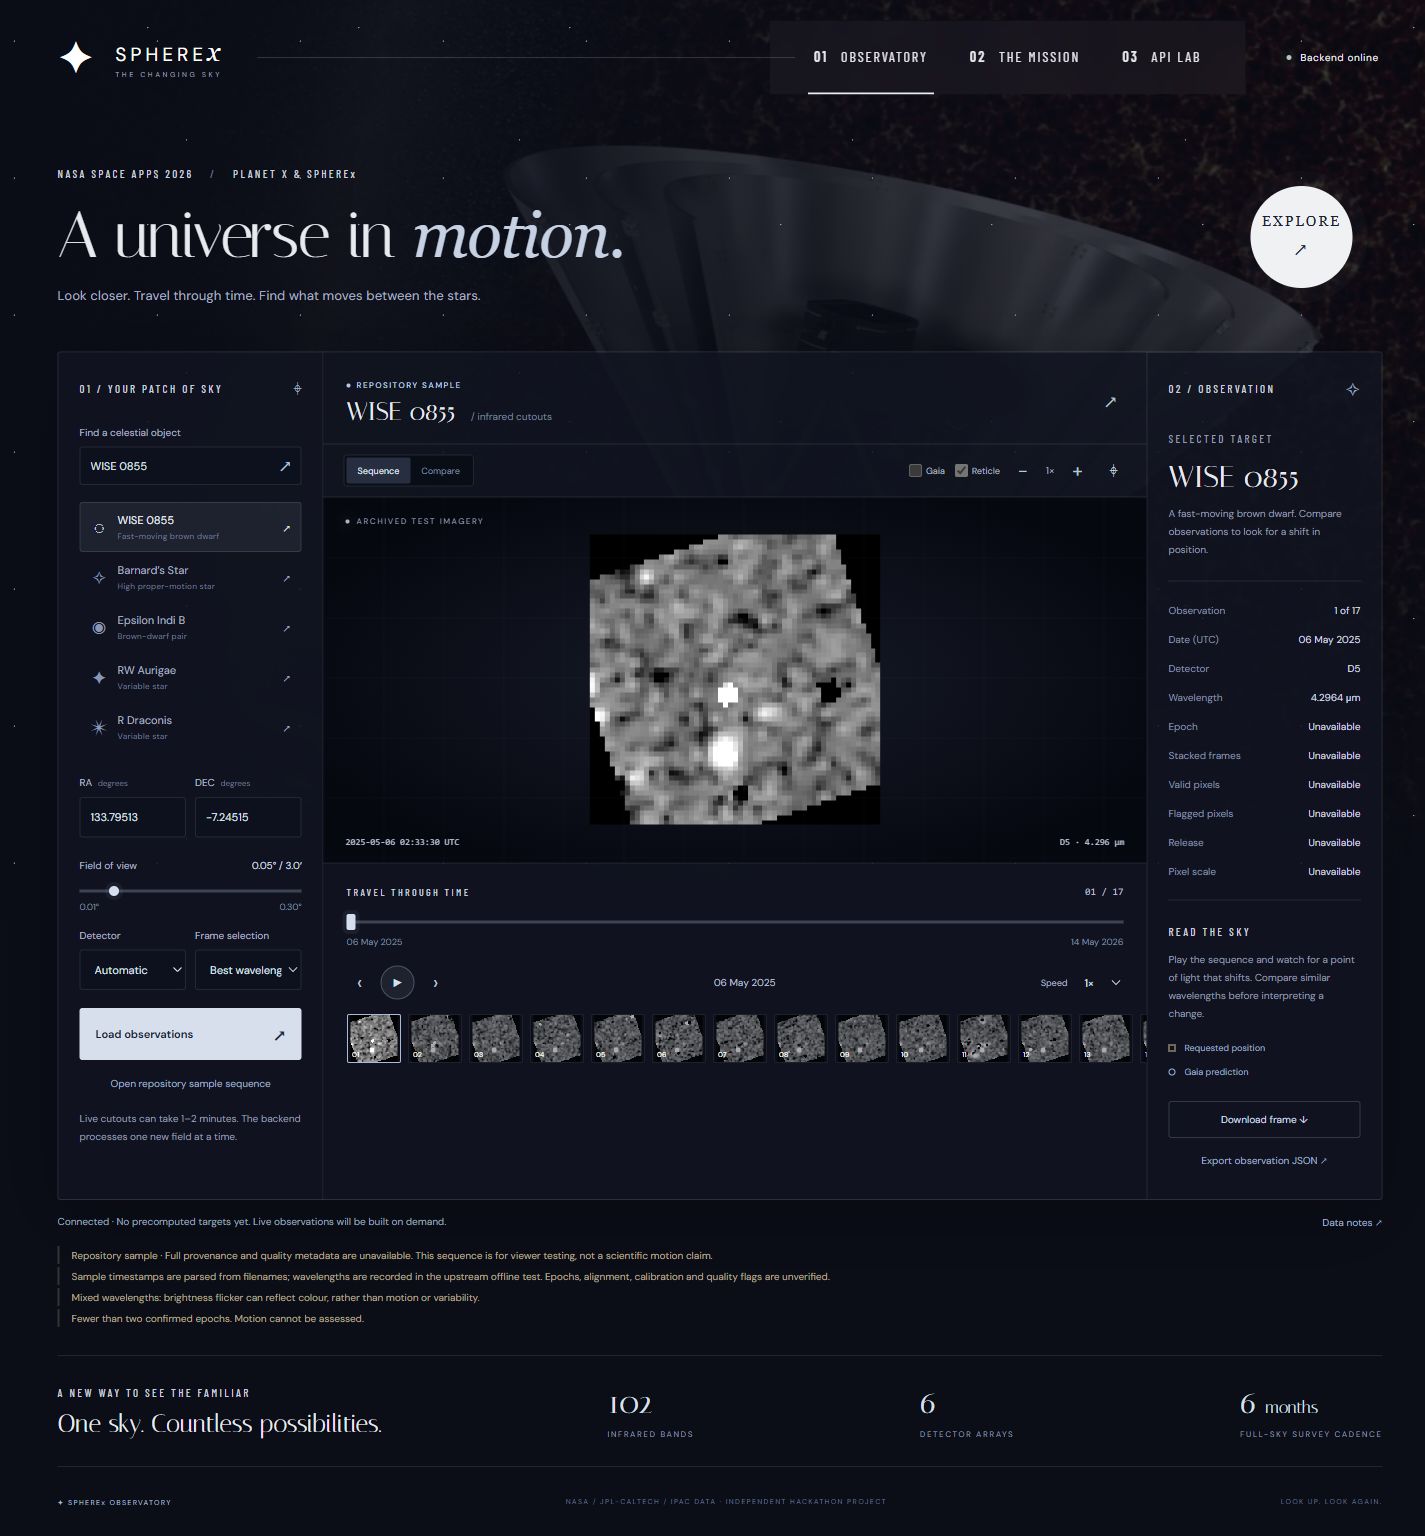 SPHEREx
THE CHANGING SKY
01 OBSERVATORY
02 THE MISSION
03 API LAB
Backend online
NASA SPACE APPS 2026 / PLANET X & SPHEREx
A universe in motion.
Look closer. Travel through time. Find what moves between the stars.
EXPLORE ↗
01 / YOUR PATCH OF SKY
Find a celestial object
WISE 0855 ↗
WISE 0855 ↗
Fast-moving brown dwarf
Barnard's Star ↗
High proper-motion star
Epsilon Indi B ↗
Brown-dwarf pair
RW Aurigae ↗
Variable star
R Draconis ↗
Variable star
RA degrees
DEC degrees
133.79513
-7.24515
Field of view 0.05° / 3.0′
0.01° 0.30°
Detector
Frame selection
Automatic
Best waveleng
Load observations ↗
Open repository sample sequence
Live cutouts can take 1–2 minutes. The backend
processes one new field at a time.
REPOSITORY SAMPLE
WISE 0855 / infrared cutouts ↗
Sequence Compare
Gaia Reticle − 1× +
ARCHIVED TEST IMAGERY
2025-05-06 02:33:30 UTC
D5 · 4.296 µm
TRAVEL THROUGH TIME 01 / 17
06 May 2025 14 May 2026
‹ ▶ › 06 May 2025 Speed 1×
01 02 03 04 05 06 07 08 09 10 11 12 13
02 / OBSERVATION
SELECTED TARGET
WISE 0855
A fast-moving brown dwarf. Compare
observations to look for a shift in
position.
Observation 1 of 17
Date (UTC) 06 May 2025
Detector D5
Wavelength 4.2964 µm
Epoch Unavailable
Stacked frames Unavailable
Valid pixels Unavailable
Flagged pixels Unavailable
Release Unavailable
Pixel scale Unavailable
READ THE SKY
Play the sequence and watch for a point
of light that shifts. Compare similar
wavelengths before interpreting a
change.
Requested position
Gaia prediction
Download frame ↓
Export observation JSON ↗
Connected · No precomputed targets yet. Live observations will be built on demand.
Data notes ↗
Repository sample · Full provenance and quality metadata are unavailable. This sequence is for viewer testing, not a scientific motion claim.
Sample timestamps are parsed from filenames; wavelengths are recorded in the upstream offline test. Epochs, alignment, calibration and quality flags are unverified.
Mixed wavelengths: brightness flicker can reflect colour, rather than motion or variability.
Fewer than two confirmed epochs. Motion cannot be assessed.
A NEW WAY TO SEE THE FAMILIAR
One sky. Countless possibilities.
102
INFRARED BANDS
6
DETECTOR ARRAYS
6 months
FULL-SKY SURVEY CADENCE
✦ SPHEREx OBSERVATORY
NASA / JPL-CALTECH / IPAC DATA · INDEPENDENT HACKATHON PROJECT
LOOK UP. LOOK AGAIN.